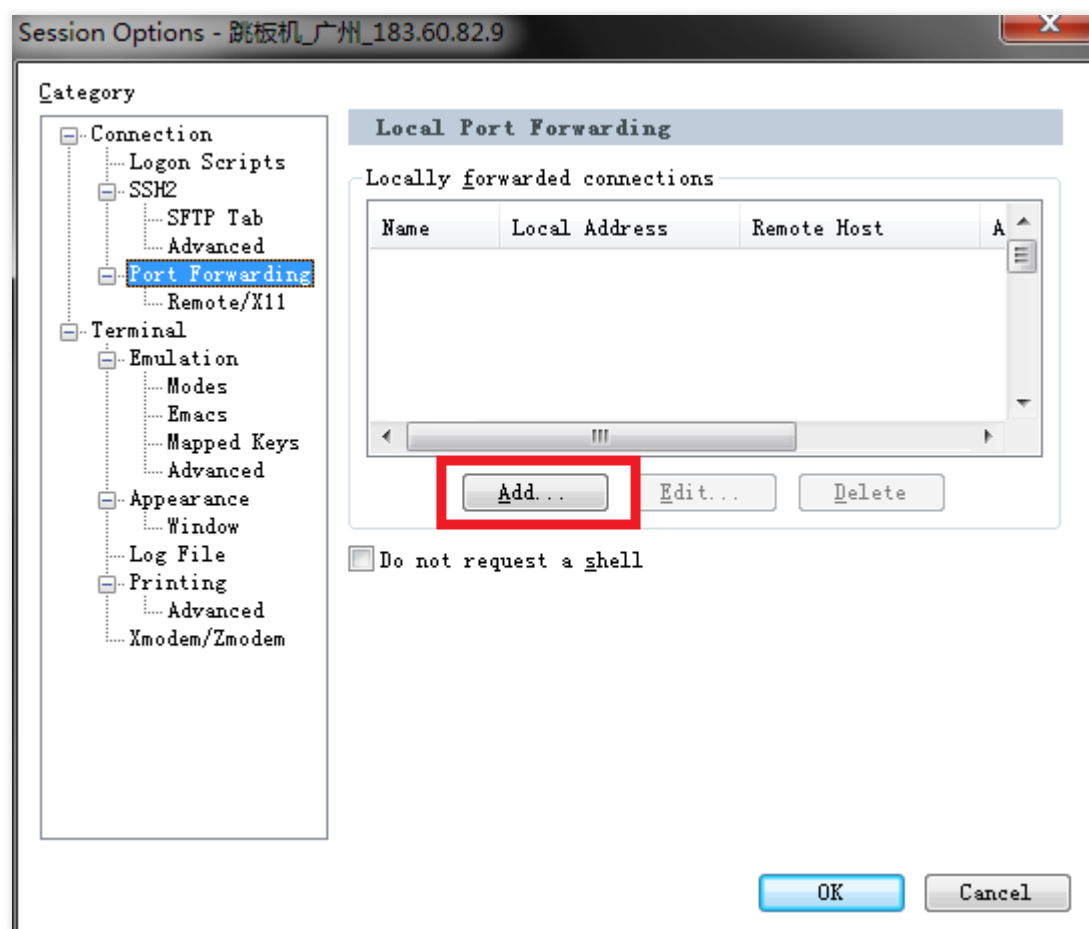 Session Options - 跳板机_广州_183.60.82.9
Category
Connection
Logon Scripts
SSH2
SFTP Tab
Advanced
Port Forwarding
Remote/X11
Terminal
Emulation
Modes
Emacs
Mapped Keys
Advanced
Appearance
Window
Log File
Printing
Advanced
Xmodem/Zmodem
Local Port Forwarding
Locally forwarded connections
Name Local Address Remote Host A
Add... Edit... Delete
Do not request a shell
OK Cancel